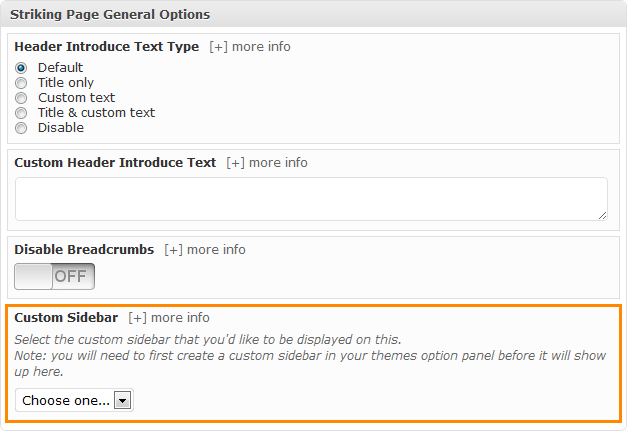 Striking Page General Options
Header Introduce Text Type [+] more info
Default
Title only
Custom text
Title & custom text
Disable
Custom Header Introduce Text [+] more info
Disable Breadcrumbs [+] more info
OFF
Custom Sidebar [+] more info
Select the custom sidebar that you'd like to be displayed on this.
Note: you will need to first create a custom sidebar in your themes option panel before it will show
up here.
Choose one...